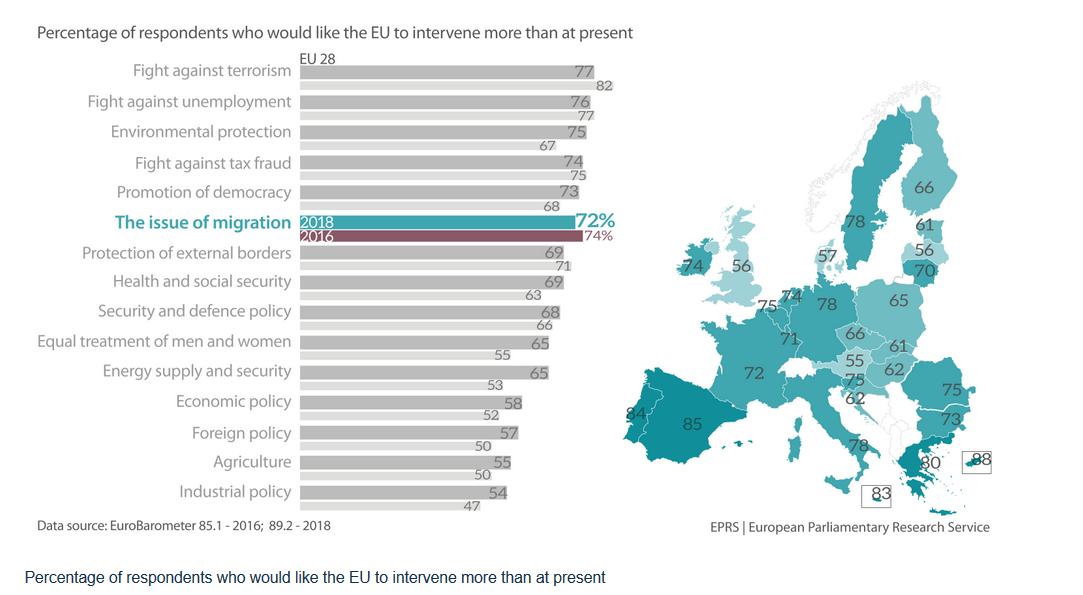 Percentage of respondents who would like the EU to intervene more than at present
EU 28
Fight against terrorism 77
82
Fight against unemployment 76
77
Environmental protection 75
67
Fight against tax fraud 74
75
Promotion of democracy 73
68
The issue of migration 2018 72%
2016 74%
Protection of external borders 69
71
Health and social security 69
63
Security and defence policy 68
66
Equal treatment of men and women 65
55
Energy supply and security 65
53
Economic policy 58
52
Foreign policy 57
50
Agriculture 55
50
Industrial policy 54
47
66
78
61
56
70
57
74
56
74
75
78
65
71
66
61
55
62
72
75
62
75
84
85
73
78
80
88
83
Data source: EuroBarometer 85.1 - 2016; 89.2 - 2018
EPRS | European Parliamentary Research Service
Percentage of respondents who would like the EU to intervene more than at present